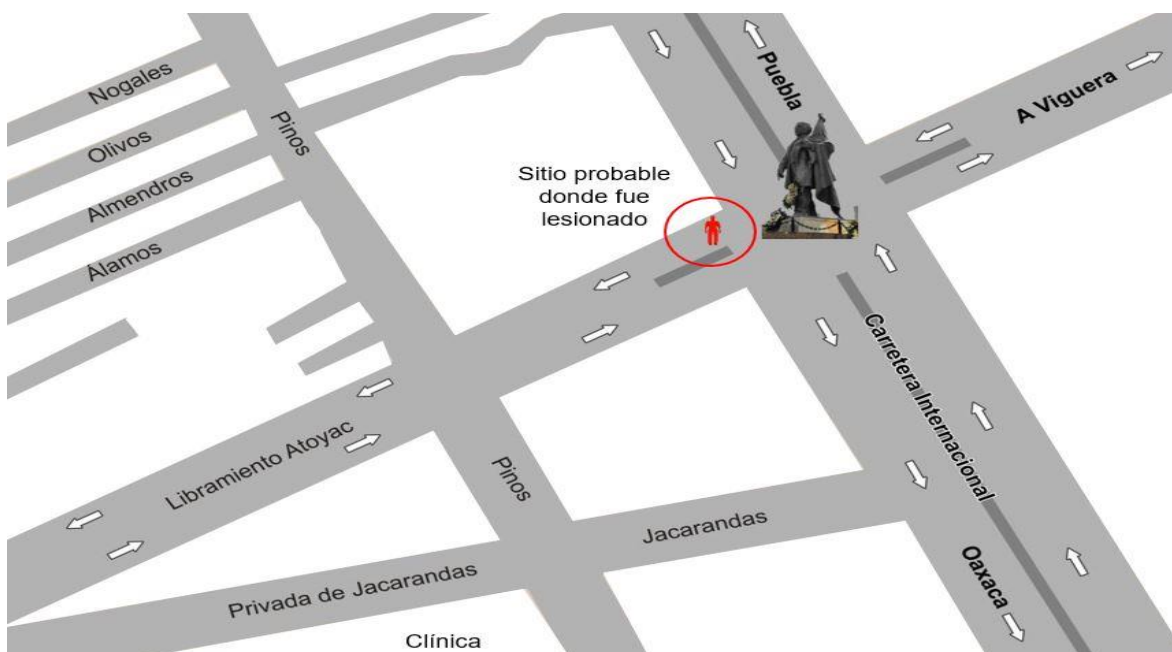 Nogales
Olivos
Almendros
Álamos
Pinos
Puebla
A Viguera
Sitio probable
donde fue
lesionado
Carretera Internacional
Libramiento Atoyac
Pinos
Jacarandas
Oaxaca
Privada de Jacarandas
Clínica